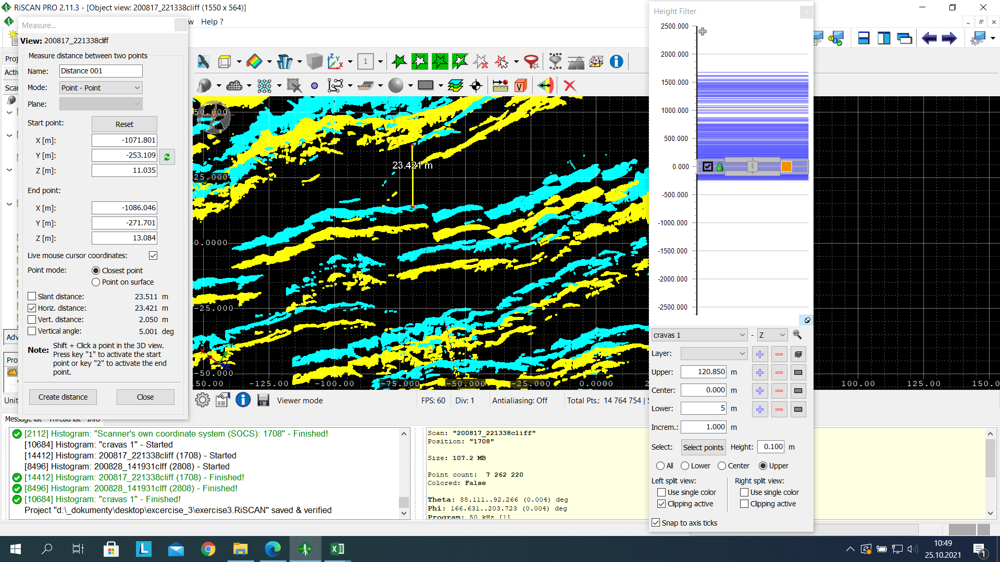 RiSCAN PRO 2.11.3 - [Object view: 200817_221338cliff (1550 x 564)]
w Help ?
Measure...
View: 200817_221338cliff
Measure distance between two points
Name: Distance 001
Mode: Point - Point
Plane:
Start point: Reset
X [m]: -1071.801
Y [m]: -253.109
Z [m]: 11.035
End point:
X [m]: -1086.046
Y [m]: -271.701
Z [m]: 13.084
Live mouse cursor coordinates:
Point mode: Closest point
Point on surface
Slant distance: 23.511 m
Horiz. distance: 23.421 m
Vert. distance: 2.050 m
Vertical angle: 5.001 deg
Note: Shift + Click a point in the 3D view.
Press key "1" to activate the start
point or key "2" to activate the end
point.
Create distance Close
Proj
Activ
Scan
Adv
Pro
Unit
1
V
50.000
25.000
0.0000
-25.000
-50.000
23.421 m
50.00 -125.00 -100.00 -75.000 -50.000 -25.000 0.0000 2
100.00 125.00 150.0
Viewer mode FPS: 60 Div: 1 Antialiasing: Off Total Pts.: 14 764 754 | S
Height Filter
2500.000
2000.000
1500.000
1000.000
500.000
0.000
-500.000
-1000.000
-1500.000
-2000.000
-2500.000
cravas 1 - Z
Layer:
Upper: 120.850 m
Center: 0.000 m
Lower: 5 m
Increm.: 1.000 m
Select: Select points Height: 0.100 m
All Lower Center Upper
Left split view: Right split view:
Use single color Use single color
Clipping active Clipping active
Snap to axis ticks
Message list Thread list Info
[2112] Histogram: "Scanner's own coordinate system (SOCS): 1708" - Finished!
[10684] Histogram: "cravas 1" - Started
[14412] Histogram: 200817_221338cliff (1708) - Started
[8496] Histogram: 200828_141931clff (2808) - Started
[14412] Histogram: 200817_221338cliff (1708) - Finished!
[8496] Histogram: 200828_141931clff (2808) - Finished!
[10684] Histogram: "cravas 1" - Finished!
Project "d:\_dokumenty\desktop\excercise_3\exercise3.RiSCAN" saved & verified
Scan: "200817_221338cliff"
Position: "1708"
Size: 107.2 MB
Point count: 7 262 220
Colored: False
Theta: 88.111..92.266 (0.004) deg
Phi: 166.631..203.723 (0.004) deg
Program: 50 kHz []]
10:49
25.10.2021
1